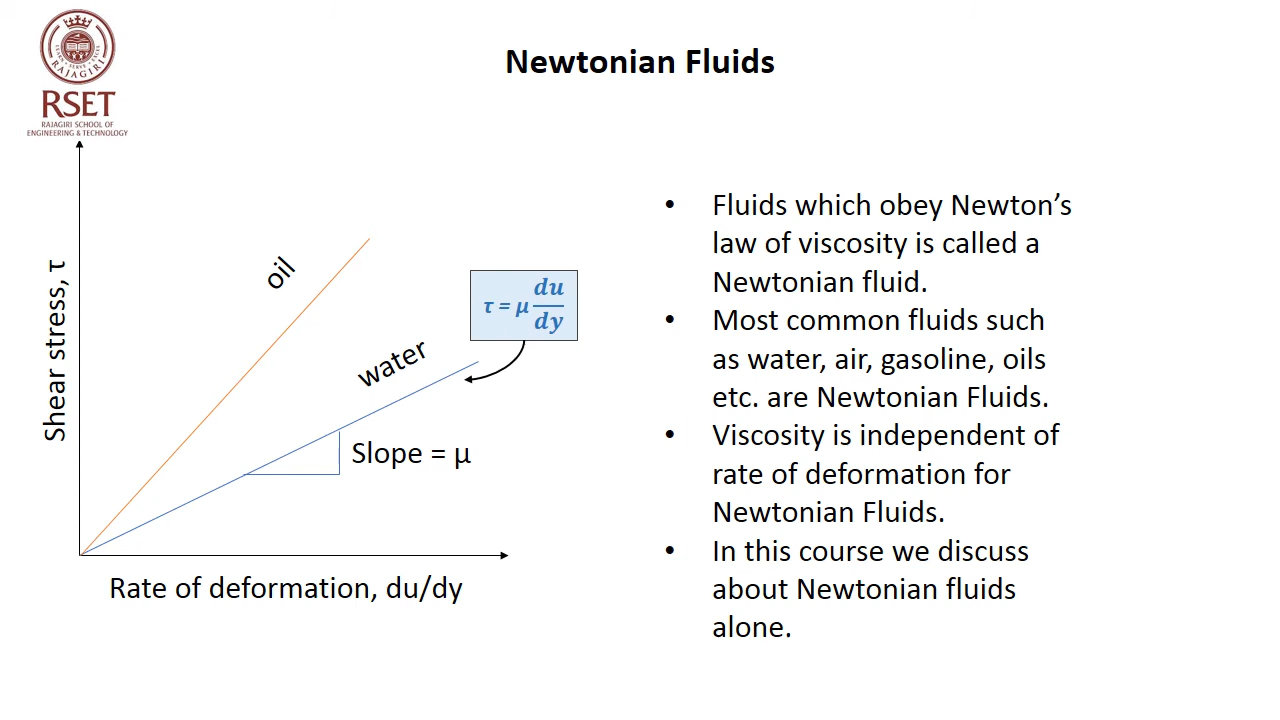 RAJAGIRI
RSET
RAJAGIRI SCHOOL OF
ENGINEERING & TECHNOLOGY
Newtonian Fluids
Shear stress, τ
oil
water
τ = μ du/dy
Slope = μ
Rate of deformation, du/dy
• Fluids which obey Newton’s
law of viscosity is called a
Newtonian fluid.
• Most common fluids such
as water, air, gasoline, oils
etc. are Newtonian Fluids.
• Viscosity is independent of
rate of deformation for
Newtonian Fluids.
• In this course we discuss
about Newtonian fluids
alone.